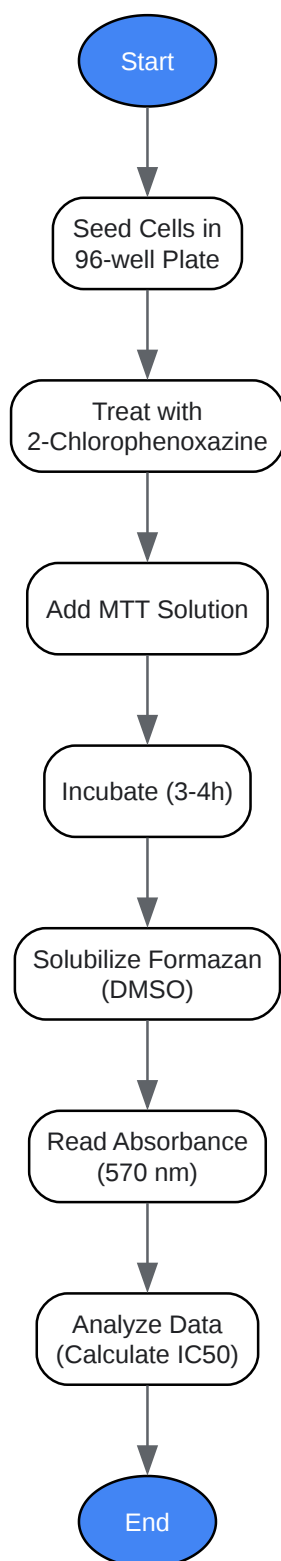 Start
Seed Cells in
96-well Plate
Treat with
2-Chlorophenoxazine
Add MTT Solution
Incubate (3-4h)
Solubilize Formazan
(DMSO)
Read Absorbance
(570 nm)
Analyze Data
(Calculate IC50)
End